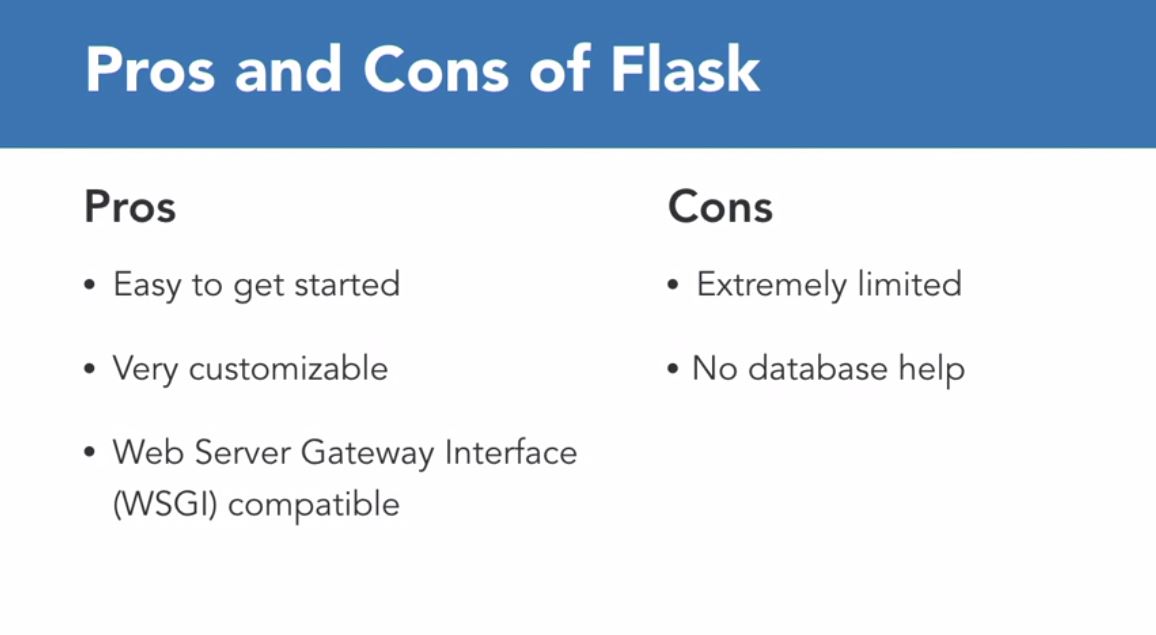 Pros and Cons of Flask
Pros
• Easy to get started
• Very customizable
• Web Server Gateway Interface
(WSGI) compatible
Cons
• Extremely limited
• No database help